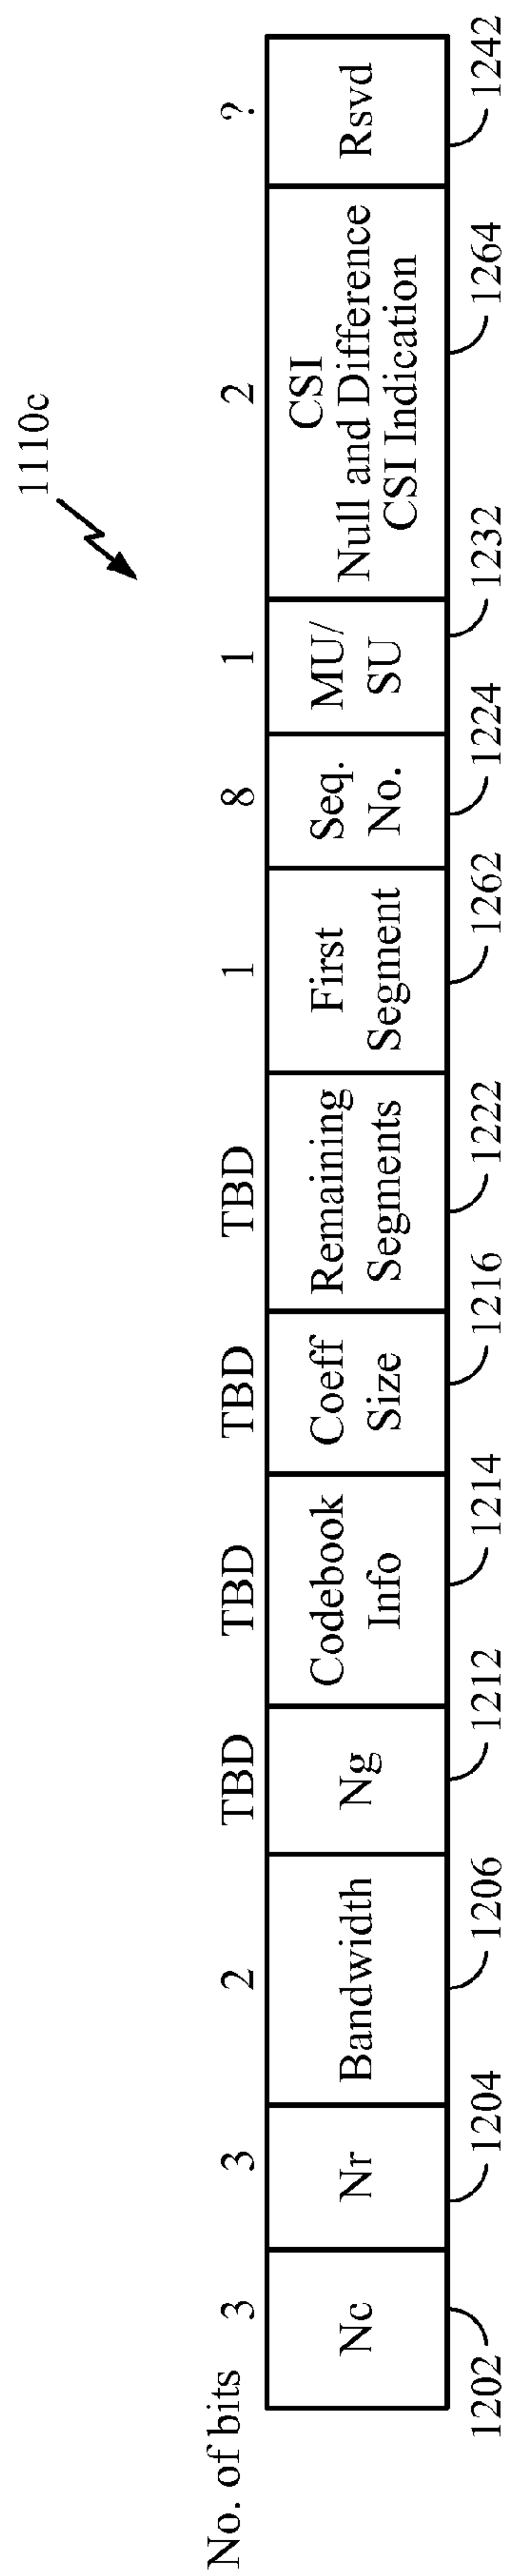 1110c
No. of bits 3 3 2 TBD TBD TBD TBD 1 8 1 2 ?
Nc
Nr
Bandwidth
Ng
Codebook
Info
Coeff
Size
Remaining
Segments
First
Segment
Seq.
No.
MU/
SU
CSI
Null and Difference
CSI Indication
Rsvd
1202 1204 1206 1212 1214 1216 1222 1262 1224 1232 1264 1242